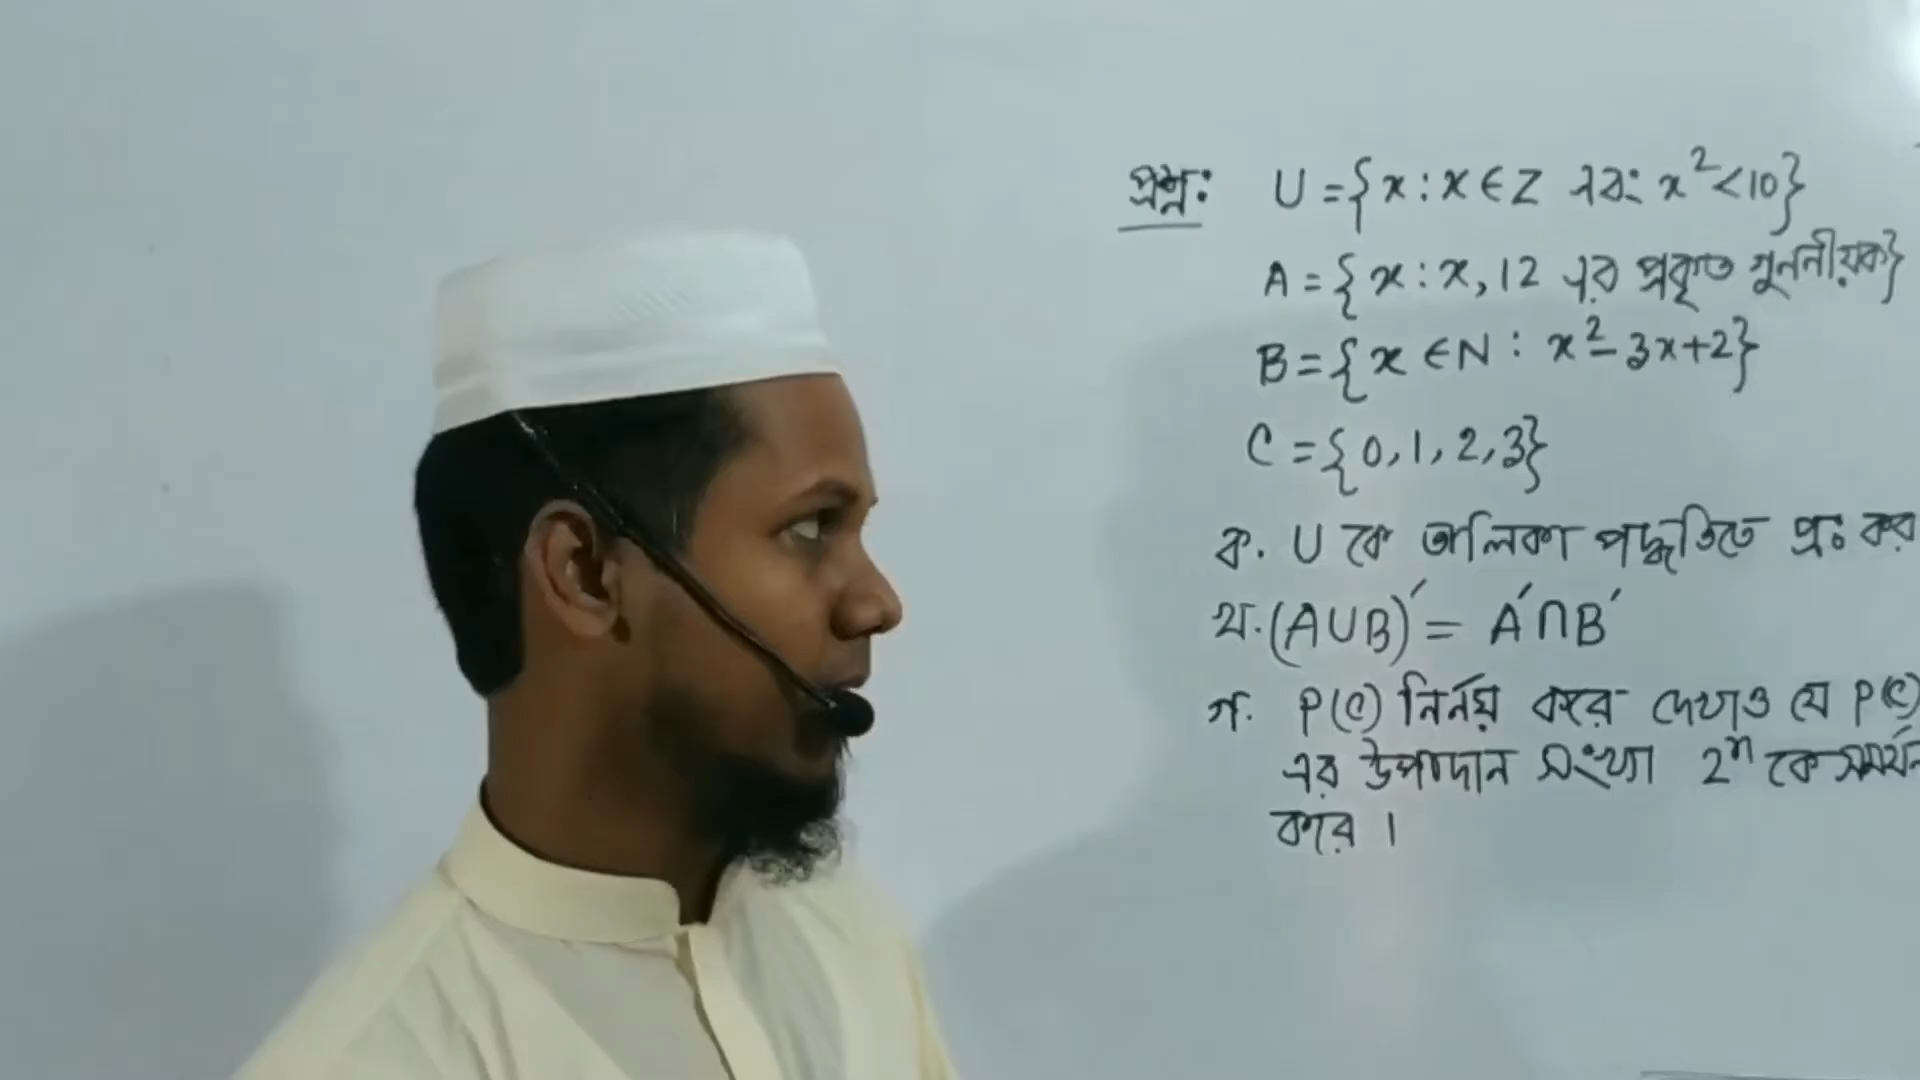 প্রশ্ন: U = {x : x ∈ Z এবং x² < 10}
A = {x : x, 12 এর প্রকৃত গুননীয়ক}
B = {x ∈ N : x² - 3x + 2}
C = {0, 1, 2, 3}
ক. U কে তালিকা পদ্ধতিতে প্রঃ কর
খ. (A∪B)′ = A′∩B′
গ. P(C) নির্নয় করে দেখাও যে P(C)
এর উপাদান সংখ্যা 2ⁿ কে সমর্থন
করে ।